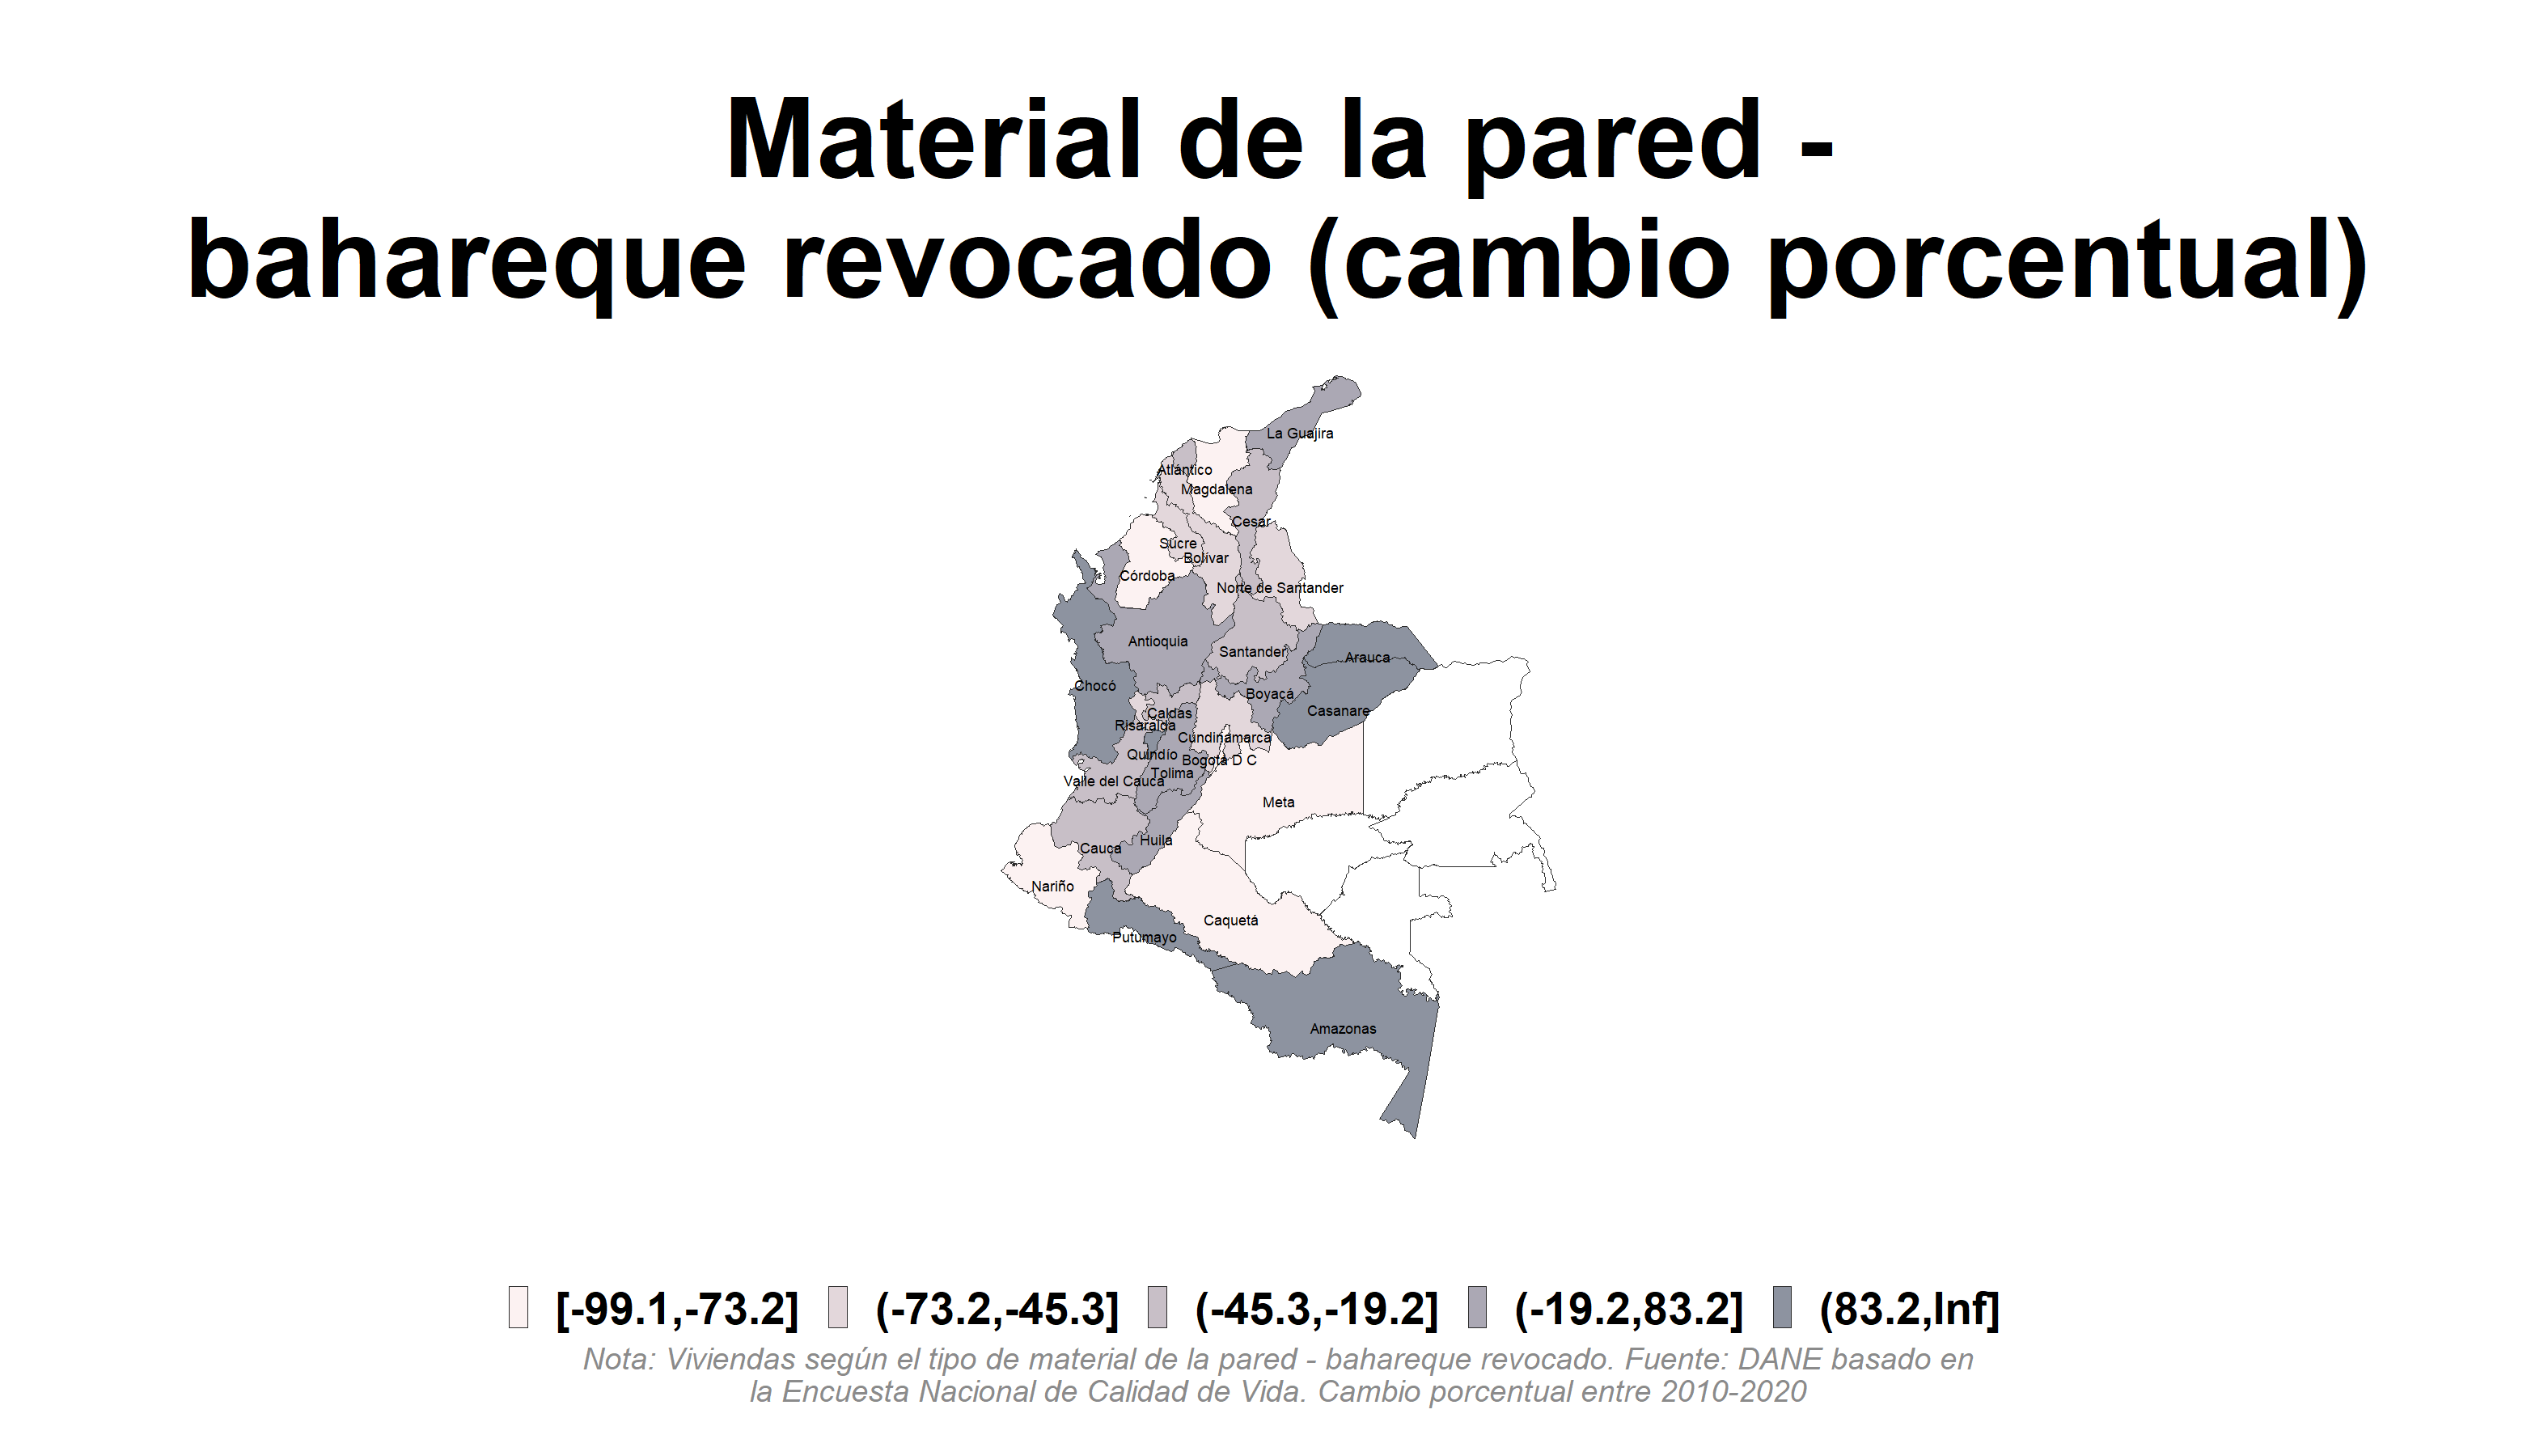 Material de la pared -
bahareque revocado (cambio porcentual)
La Guajira
Atlántico
Magdalena
Cesar
Sucre
Bolívar
Córdoba
Norte de Santander
Antioquia
Santander
Arauca
Chocó
Boyacá
Casanare
Caldas
Risaralda
Cundinamarca
Quindío
Bogotá D C
Tolima
Valle del Cauca
Meta
Huila
Cauca
Nariño
Caquetá
Putumayo
Amazonas
[-99.1,-73.2] (-73.2,-45.3] (-45.3,-19.2] (-19.2,83.2] (83.2,Inf]
Nota: Viviendas según el tipo de material de la pared - bahareque revocado. Fuente: DANE basado en
la Encuesta Nacional de Calidad de Vida. Cambio porcentual entre 2010-2020